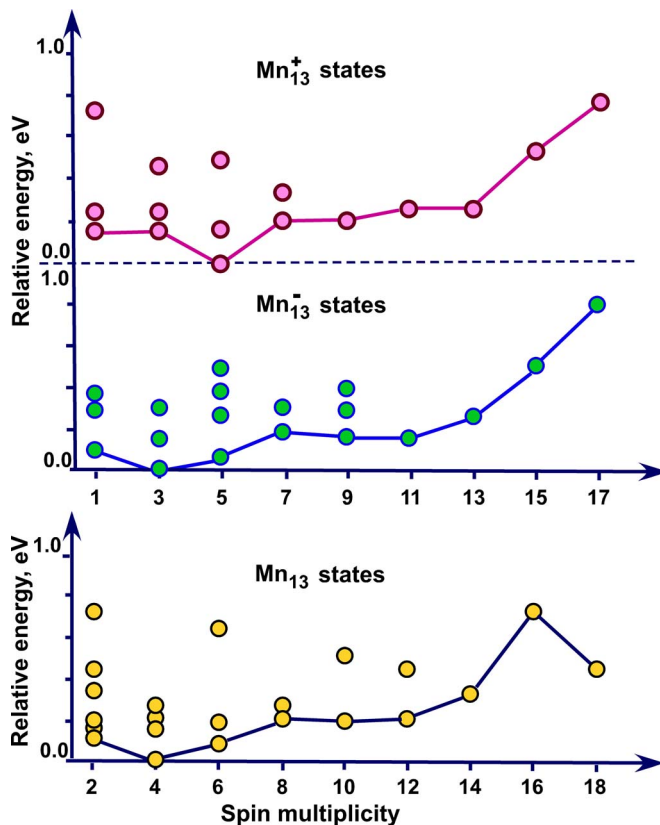 1.0
Mn13+ states
Relative energy, eV
0.0
1.0
Mn13- states
0.0
1 3 5 7 9 11 13 15 17
1.0
Mn13 states
Relative energy, eV
0.0
2 4 6 8 10 12 14 16 18
Spin multiplicity